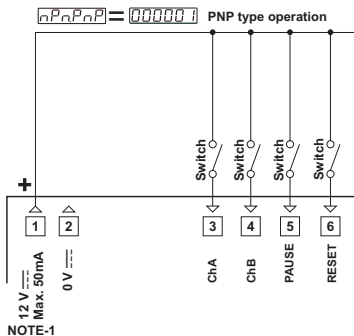 nPnPnP = 000001 PNP type operation
Switch Switch Switch Switch
+
1 2 3 4 5 6
12 V Max. 50mA
0 V
ChA
ChB
PAUSE
RESET
NOTE-1